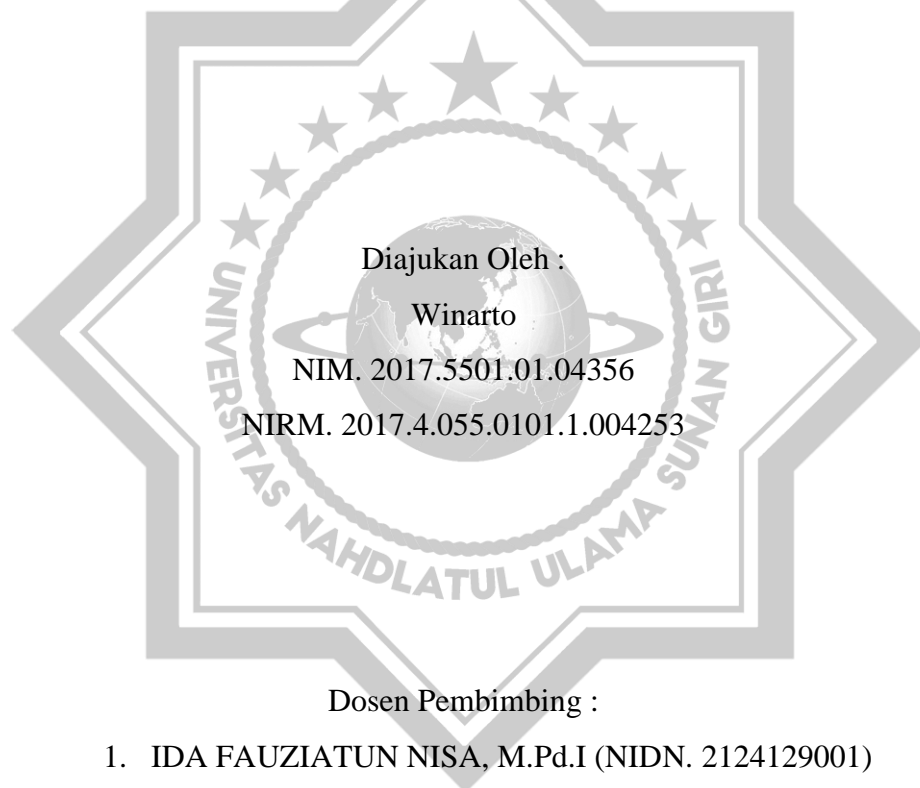 Diajukan Oleh :
Winarto
NIM. 2017.5501.01.04356
NIRM. 2017.4.055.0101.1.004253
UNIVERSITAS NAHDLATUL ULAMA SUNAN GIRI
Dosen Pembimbing :
1. IDA FAUZIATUN NISA, M.Pd.I (NIDN. 2124129001)